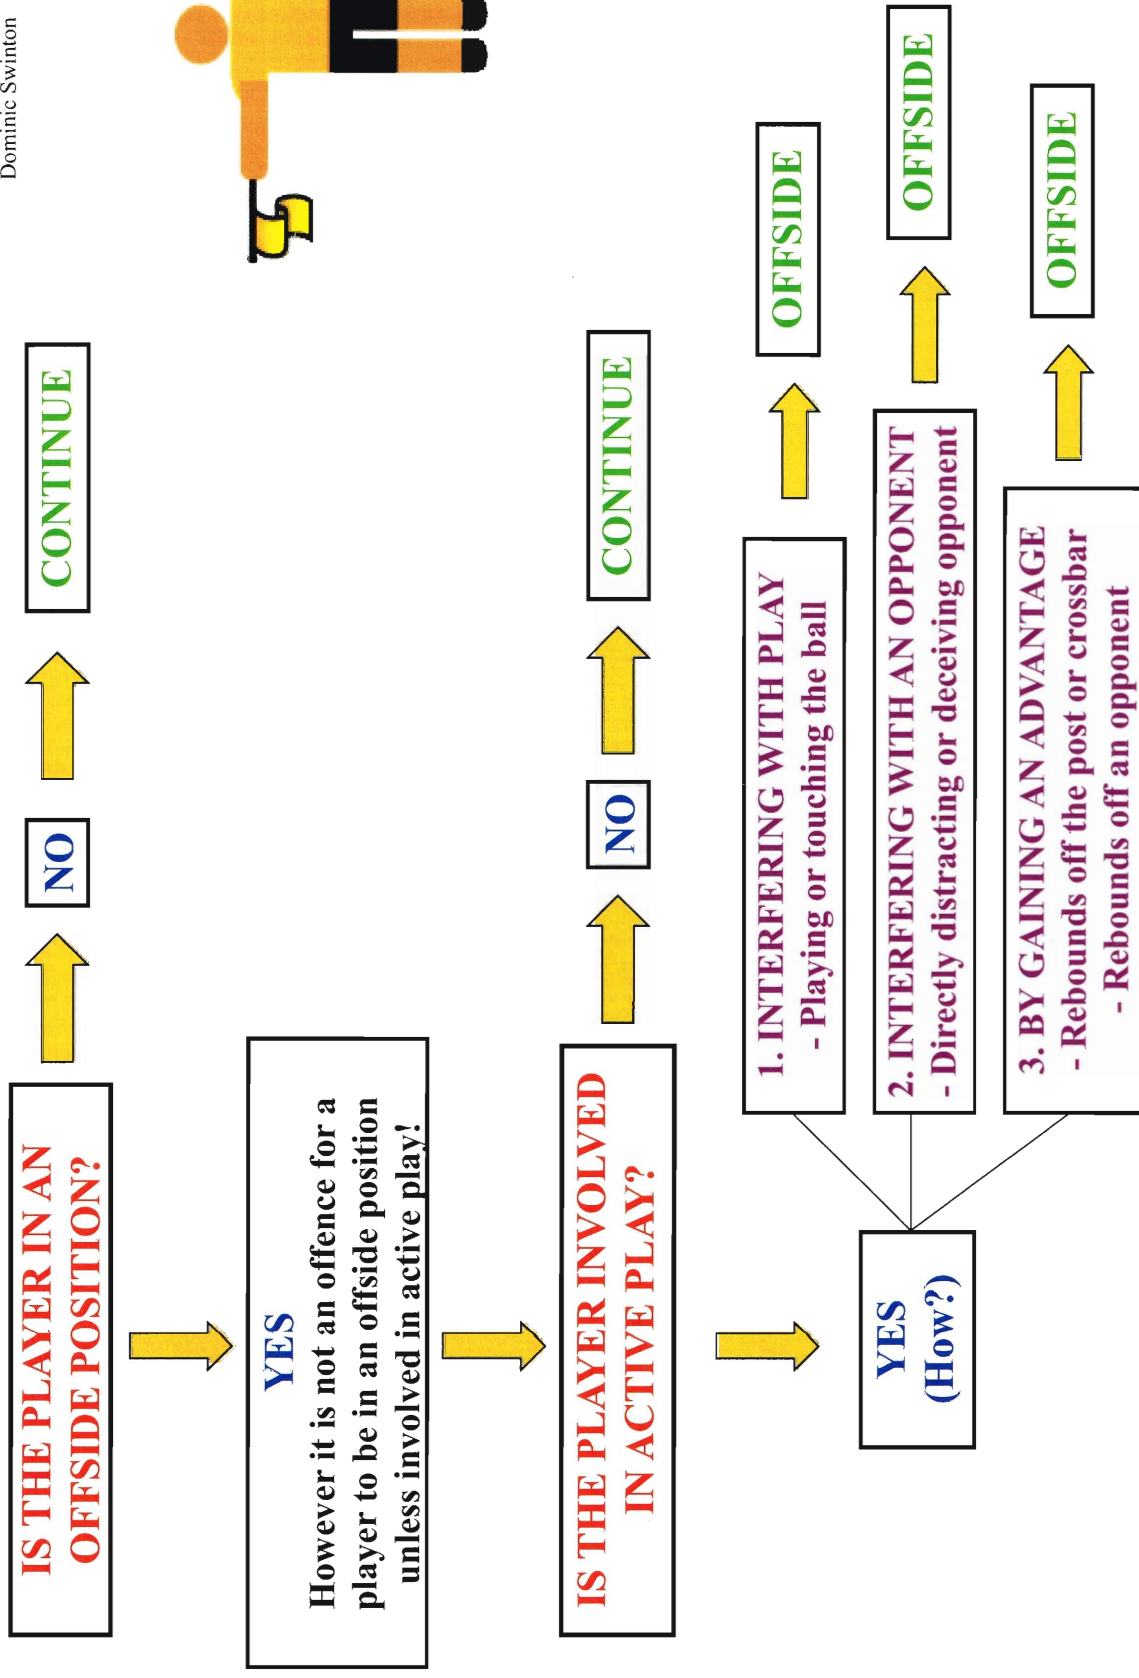 Dominic Swinton
IS THE PLAYER IN AN
OFFSIDE POSITION?
NO
CONTINUE
YES
However it is not an offence for a
player to be in an offside position
unless involved in active play!
IS THE PLAYER INVOLVED
IN ACTIVE PLAY?
NO
CONTINUE
YES
(How?)
1. INTERFERING WITH PLAY
- Playing or touching the ball
OFFSIDE
2. INTERFERING WITH AN OPPONENT
- Directly distracting or deceiving opponent
OFFSIDE
3. BY GAINING AN ADVANTAGE
- Rebounds off the post or crossbar
- Rebounds off an opponent
OFFSIDE